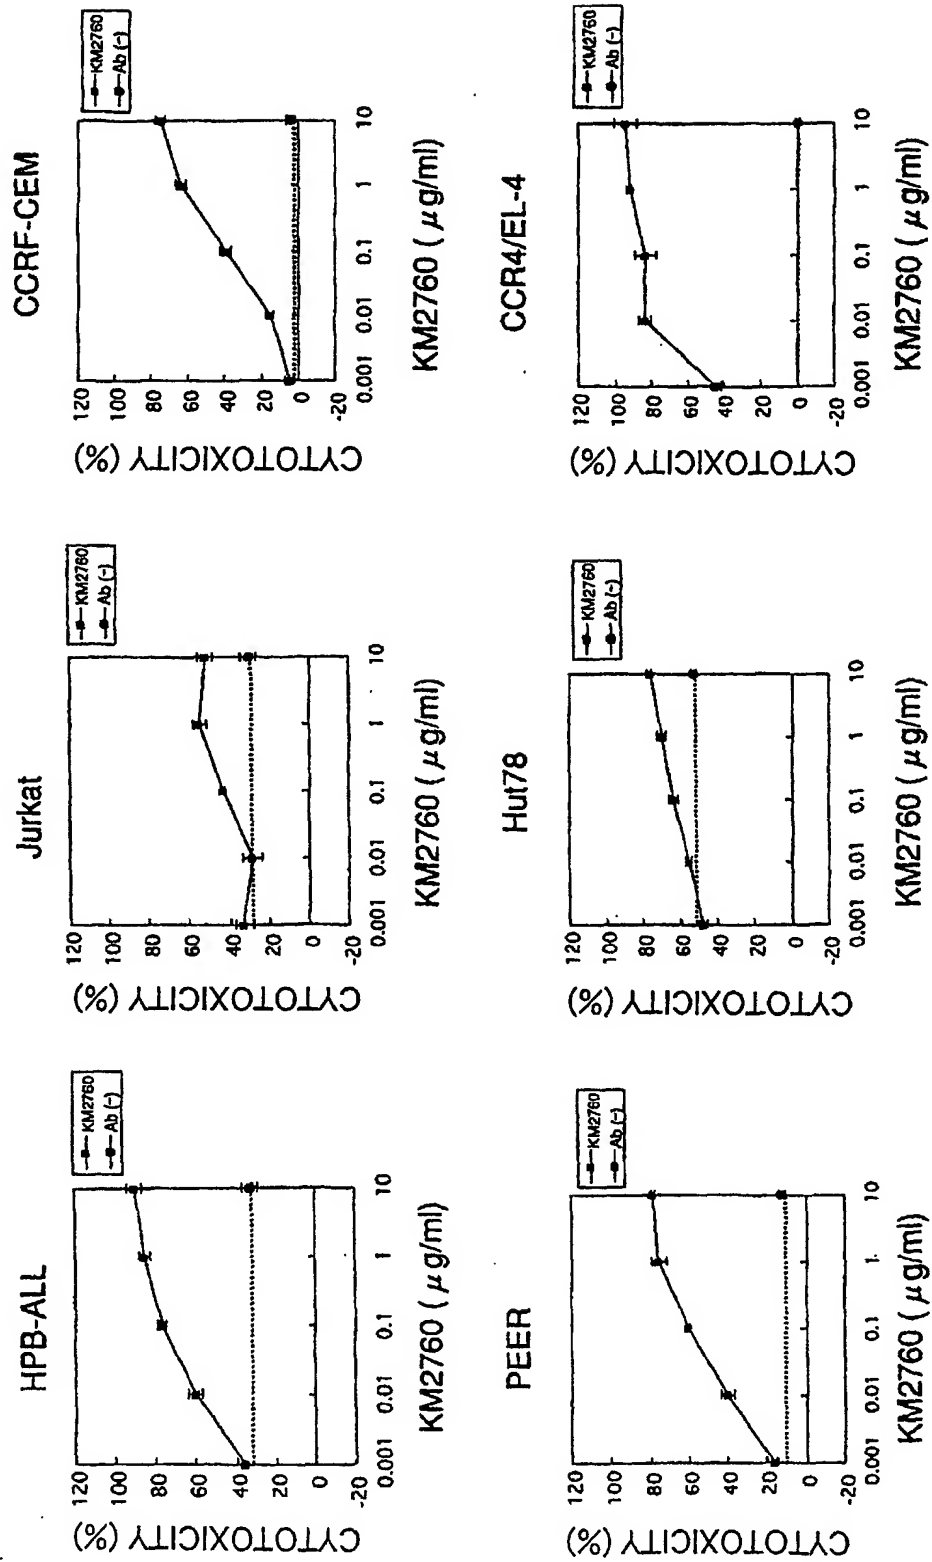 HPB-ALL
KM2760
Ab (-)
CYTOTOXICITY (%)
120
100
80
60
40
20
0
-20
0.001 0.01 0.1 1 10
KM2760 ( μg/ml)
Jurkat
KM2760
Ab (-)
CYTOTOXICITY (%)
120
100
80
60
40
20
0
-20
0.001 0.01 0.1 1 10
KM2760 ( μg/ml)
CCRF-CEM
KM2760
Ab (-)
CYTOTOXICITY (%)
120
100
80
60
40
20
0
-20
0.001 0.01 0.1 1 10
KM2760 ( μg/ml)
PEER
KM2760
Ab (-)
CYTOTOXICITY (%)
120
100
80
60
40
20
0
-20
0.001 0.01 0.1 1. 10
KM2760 ( μg/ml)
Hut78
KM2760
Ab (-)
CYTOTOXICITY (%)
120
100
80
60
40
20
0
-20
0.001 0.01 0.1 1 10
KM2760 ( μg/ml)
CCR4/EL-4
KM2760
Ab (-)
CYTOTOXICITY (%)
120
100
80
60
40
20
0
-20
0.001 0.01 0.1 1 10
KM2760 ( μg/ml)